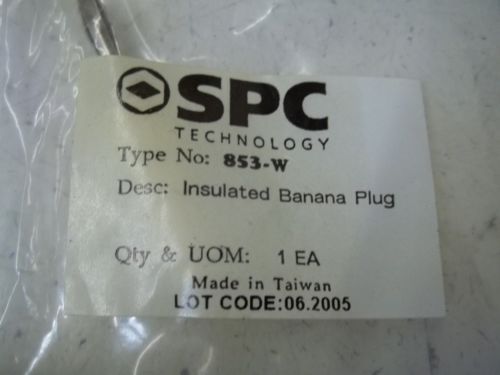 SPC
TECHNOLOGY
Type No: 853-W
Desc: Insulated Banana Plug
Qty & UOM: 1 EA
Made in Taiwan
LOT CODE:06.2005